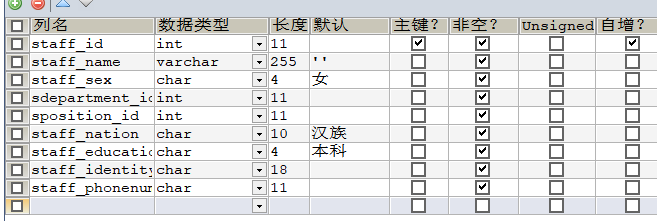 列名 数据类型 长度 默认 主键? 非空? Unsigned 自增?
staff_id int 11
staff_name varchar 255 ''
staff_sex char 4 女
sdepartment_id int 11
sposition_id int 11
staff_nation char 10 汉族
staff_educatio char 4 本科
staff_identity char 18
staff_phonenum char 11